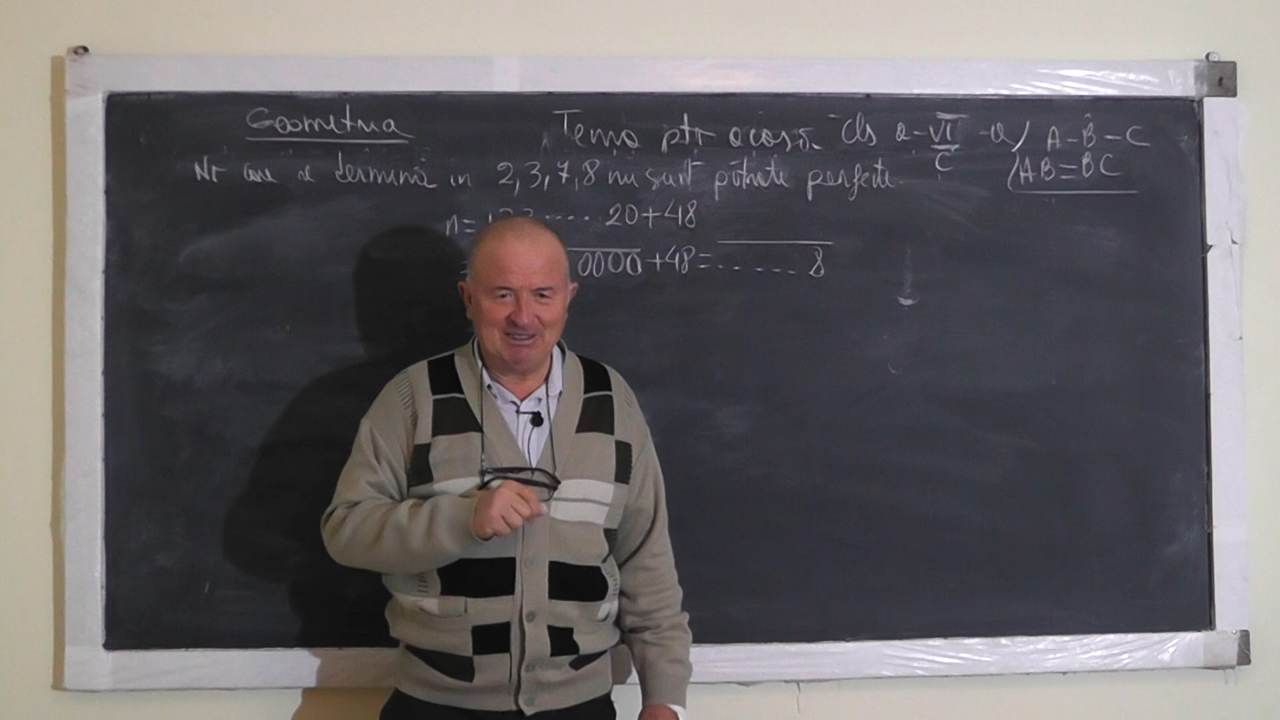 Geometria
Temă ptr acasă cls a-VI-a
C
A-B-C
AB=BC
Nr care se termină în 2,3,7,8 nu sunt pătrate perfecte
n= ..... 20+48
= 0000+48=...... 8